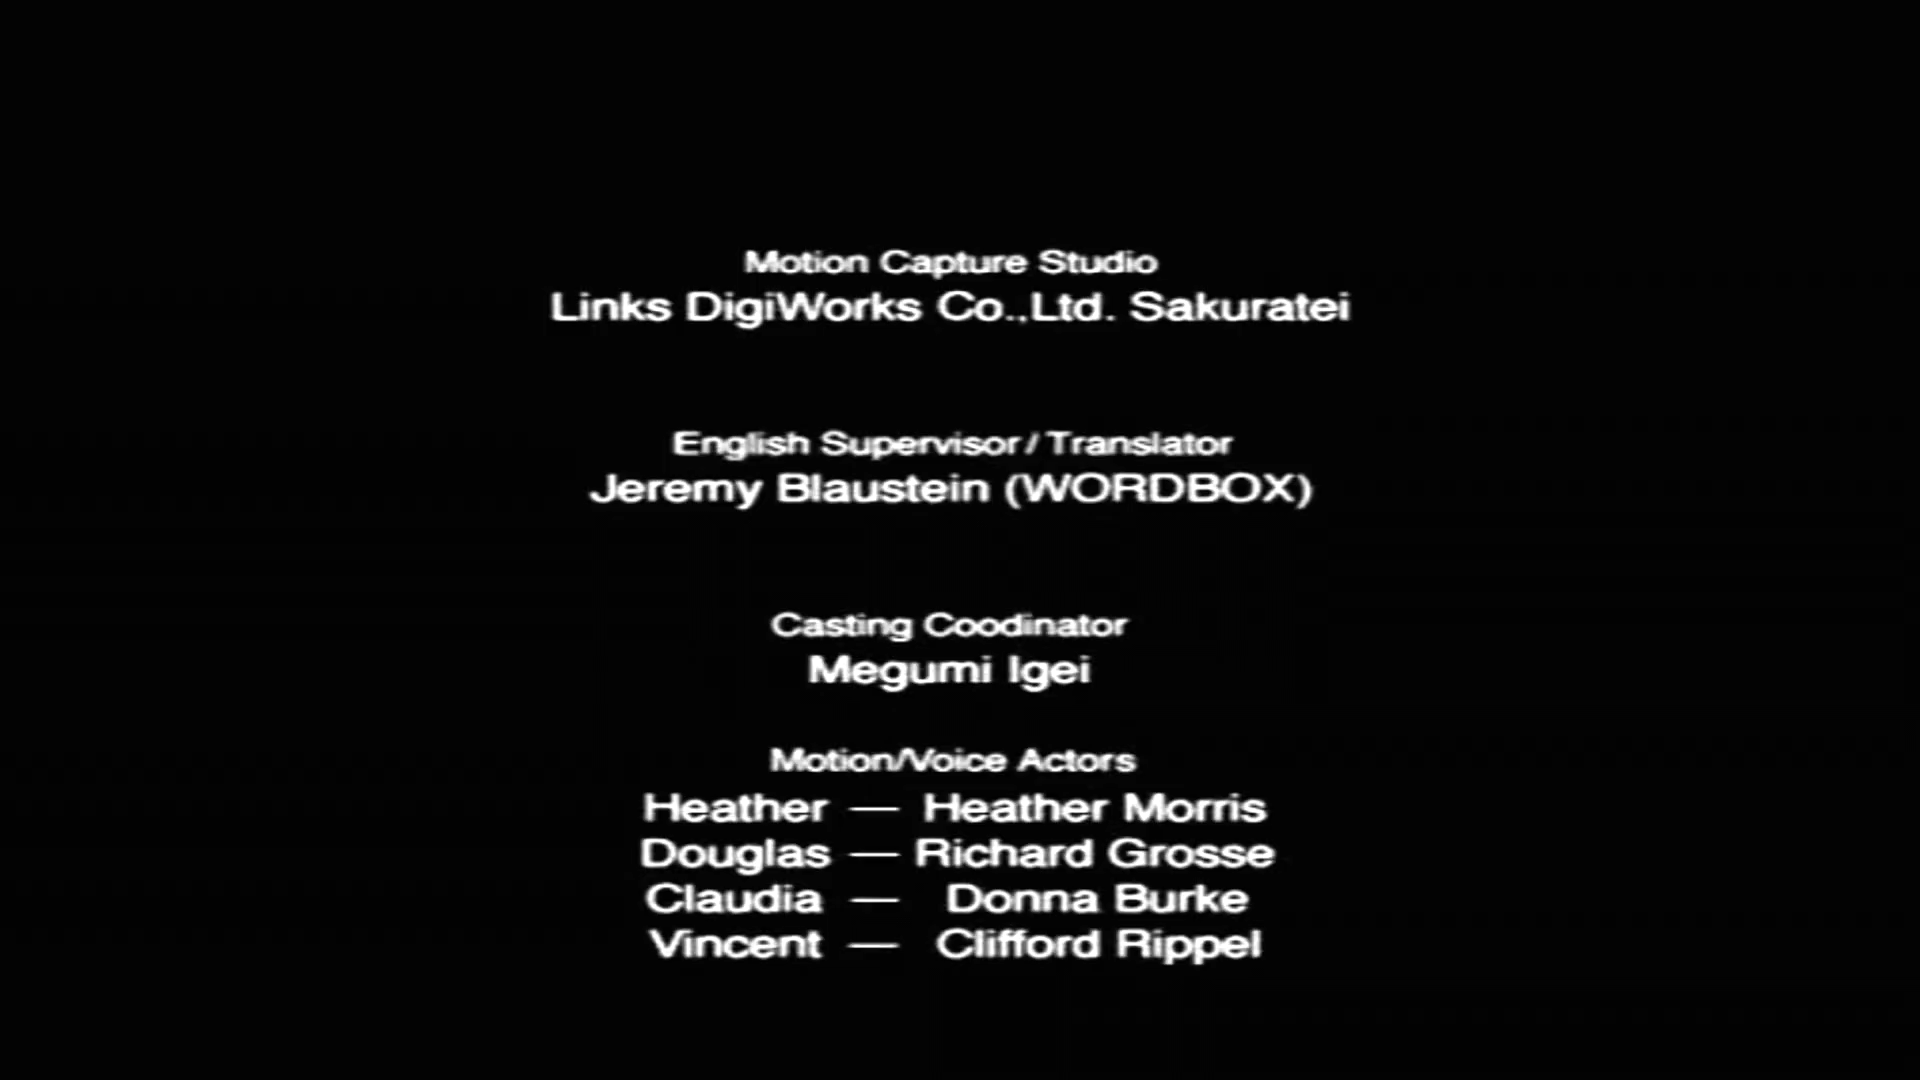 Motion Capture Studio
Links DigiWorks Co.,Ltd. Sakuratei
English Supervisor / Translator
Jeremy Blaustein (WORDBOX)
Casting Coodinator
Megumi Igei
Motion/Voice Actors
Heather — Heather Morris
Douglas — Richard Grosse
Claudia — Donna Burke
Vincent — Clifford Rippel